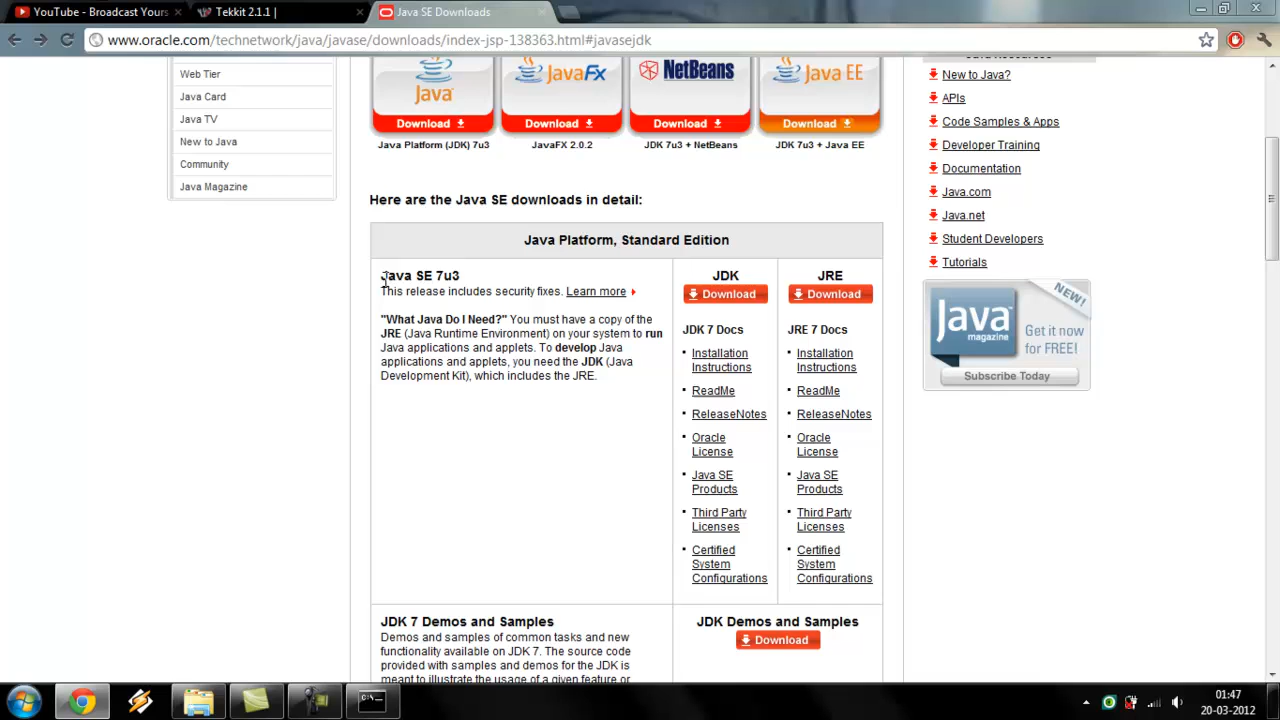 YouTube - Broadcast Yours
Tekkit 2.1.1 |
Java SE Downloads
www.oracle.com/technetwork/java/javase/downloads/index-jsp-138363.html#javasejdk
Web Tier
Java Card
Java TV
New to Java
Community
Java Magazine
Java
JavaFX
NetBeans
Java EE
Download
Download
Download
Download
Java Platform (JDK) 7u3
JavaFX 2.0.2
JDK 7u3 + NetBeans
JDK 7u3 + Java EE
Here are the Java SE downloads in detail:
Java Platform, Standard Edition
Java SE 7u3
This release includes security fixes. Learn more
"What Java Do I Need?" You must have a copy of the
JRE (Java Runtime Environment) on your system to run
Java applications and applets. To develop Java
applications and applets, you need the JDK (Java
Development Kit), which includes the JRE.
JDK
Download
JDK 7 Docs
Installation
Instructions
ReadMe
ReleaseNotes
Oracle
License
Java SE
Products
Third Party
Licenses
Certified
System
Configurations
JRE
Download
JRE 7 Docs
Installation
Instructions
ReadMe
ReleaseNotes
Oracle
License
Java SE
Products
Third Party
Licenses
Certified
System
Configurations
JDK 7 Demos and Samples
Demos and samples of common tasks and new
functionality available on JDK 7. The source code
provided with samples and demos for the JDK is
meant to illustrate the usage of a given feature or
JDK Demos and Samples
Download
Java Resources
New to Java?
APIs
Code Samples & Apps
Developer Training
Documentation
Java.com
Java.net
Student Developers
Tutorials
NEW!
Java
magazine
Get it now
for FREE!
Subscribe Today
C:\_
01:47
20-03-2012